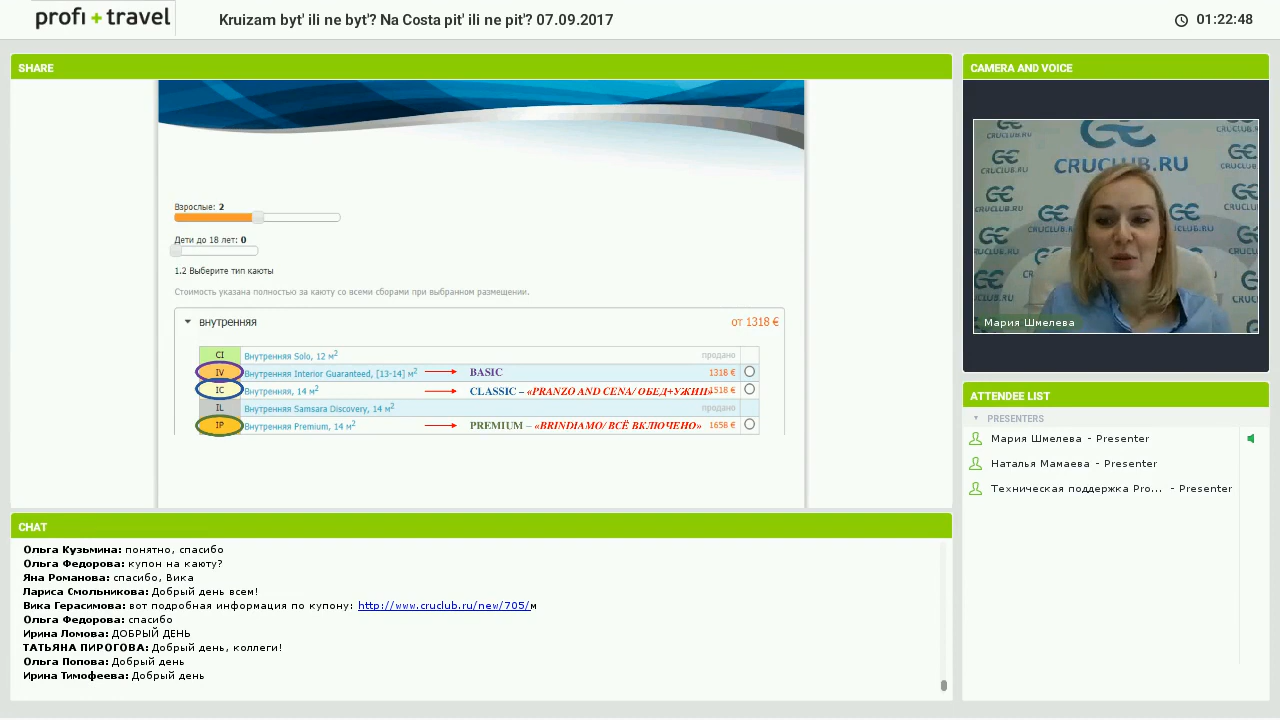 profi + travel
Kruizam byt' ili ne byt'? Na Costa pit' ili ne pit'? 07.09.2017
01:22:48
SHARE
Взрослые: 2
Дети до 18 лет: 0
1.2 Выберите тип каюты
Стоимость указана полностью за каюту со всеми сборами при выбранном размещении.
внутренняя от 1318 €
CI Внутренняя Solo, 12 м² продано
IV Внутренняя Interior Guaranteed, [13-14] м² BASIC 1318 €
IC Внутренняя, 14 м² CLASSIC – «PRANZO AND CENA/ ОБЕД+УЖИН» 1518 €
IL Внутренняя Samsara Discovery, 14 м² продано
IP Внутренняя Premium, 14 м² PREMIUM – «BRINDIAMO/ ВСЁ ВКЛЮЧЕНО» 1658 €
CAMERA AND VOICE
CRUCLUB.RU
CRUCLUB.RU
CRUCLUB.RU
CRUCLUB.RU
CRUCLUB.RU
Мария Шмелева
ATTENDEE LIST
PRESENTERS
Мария Шмелева - Presenter
Наталья Мамаева - Presenter
Техническая поддержка Pro... - Presenter
CHAT
Ольга Кузьмина: понятно, спасибо
Ольга Федорова: купон на каюту?
Яна Романова: спасибо, Вика
Лариса Смольникова: Добрый день всем!
Вика Герасимова: вот подробная информация по купону: http://www.cruclub.ru/new/705/м
Ольга Федорова: спасибо
Ирина Ломова: ДОБРЫЙ ДЕНЬ
ТАТЬЯНА ПИРОГОВА: Добрый день, коллеги!
Ольга Попова: Добрый день
Ирина Тимофеева: Добрый день